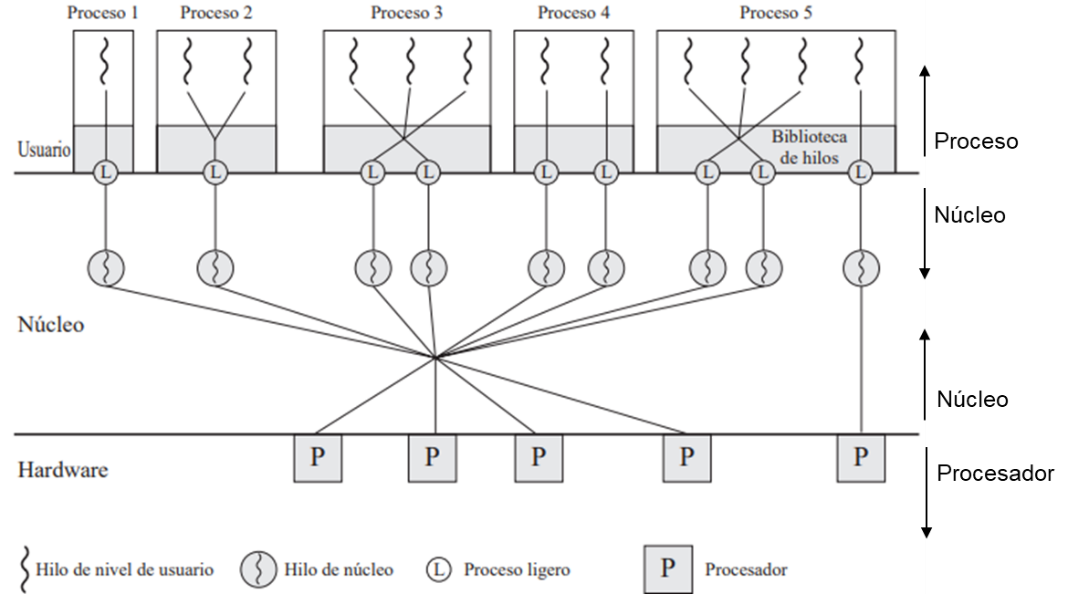 Proceso 1
Proceso 2
Proceso 3
Proceso 4
Proceso 5
Usuario
Biblioteca
de hilos
L
L
L
L
L
L
L
L
L
Proceso
Núcleo
Núcleo
Núcleo
P
P
P
P
P
Hardware
Procesador
Hilo de nivel de usuario
Hilo de núcleo
L
Proceso ligero
P
Procesador